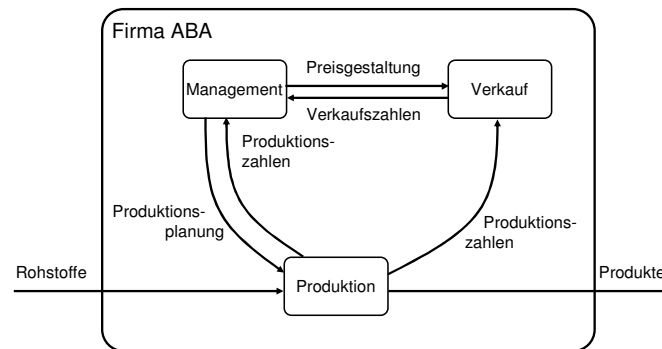 Firma ABA
Preisgestaltung
Management
Verkauf
Verkaufszahlen
Produktions-
zahlen
Produktions-
planung
Produktions-
zahlen
Rohstoffe
Produktion
Produkte